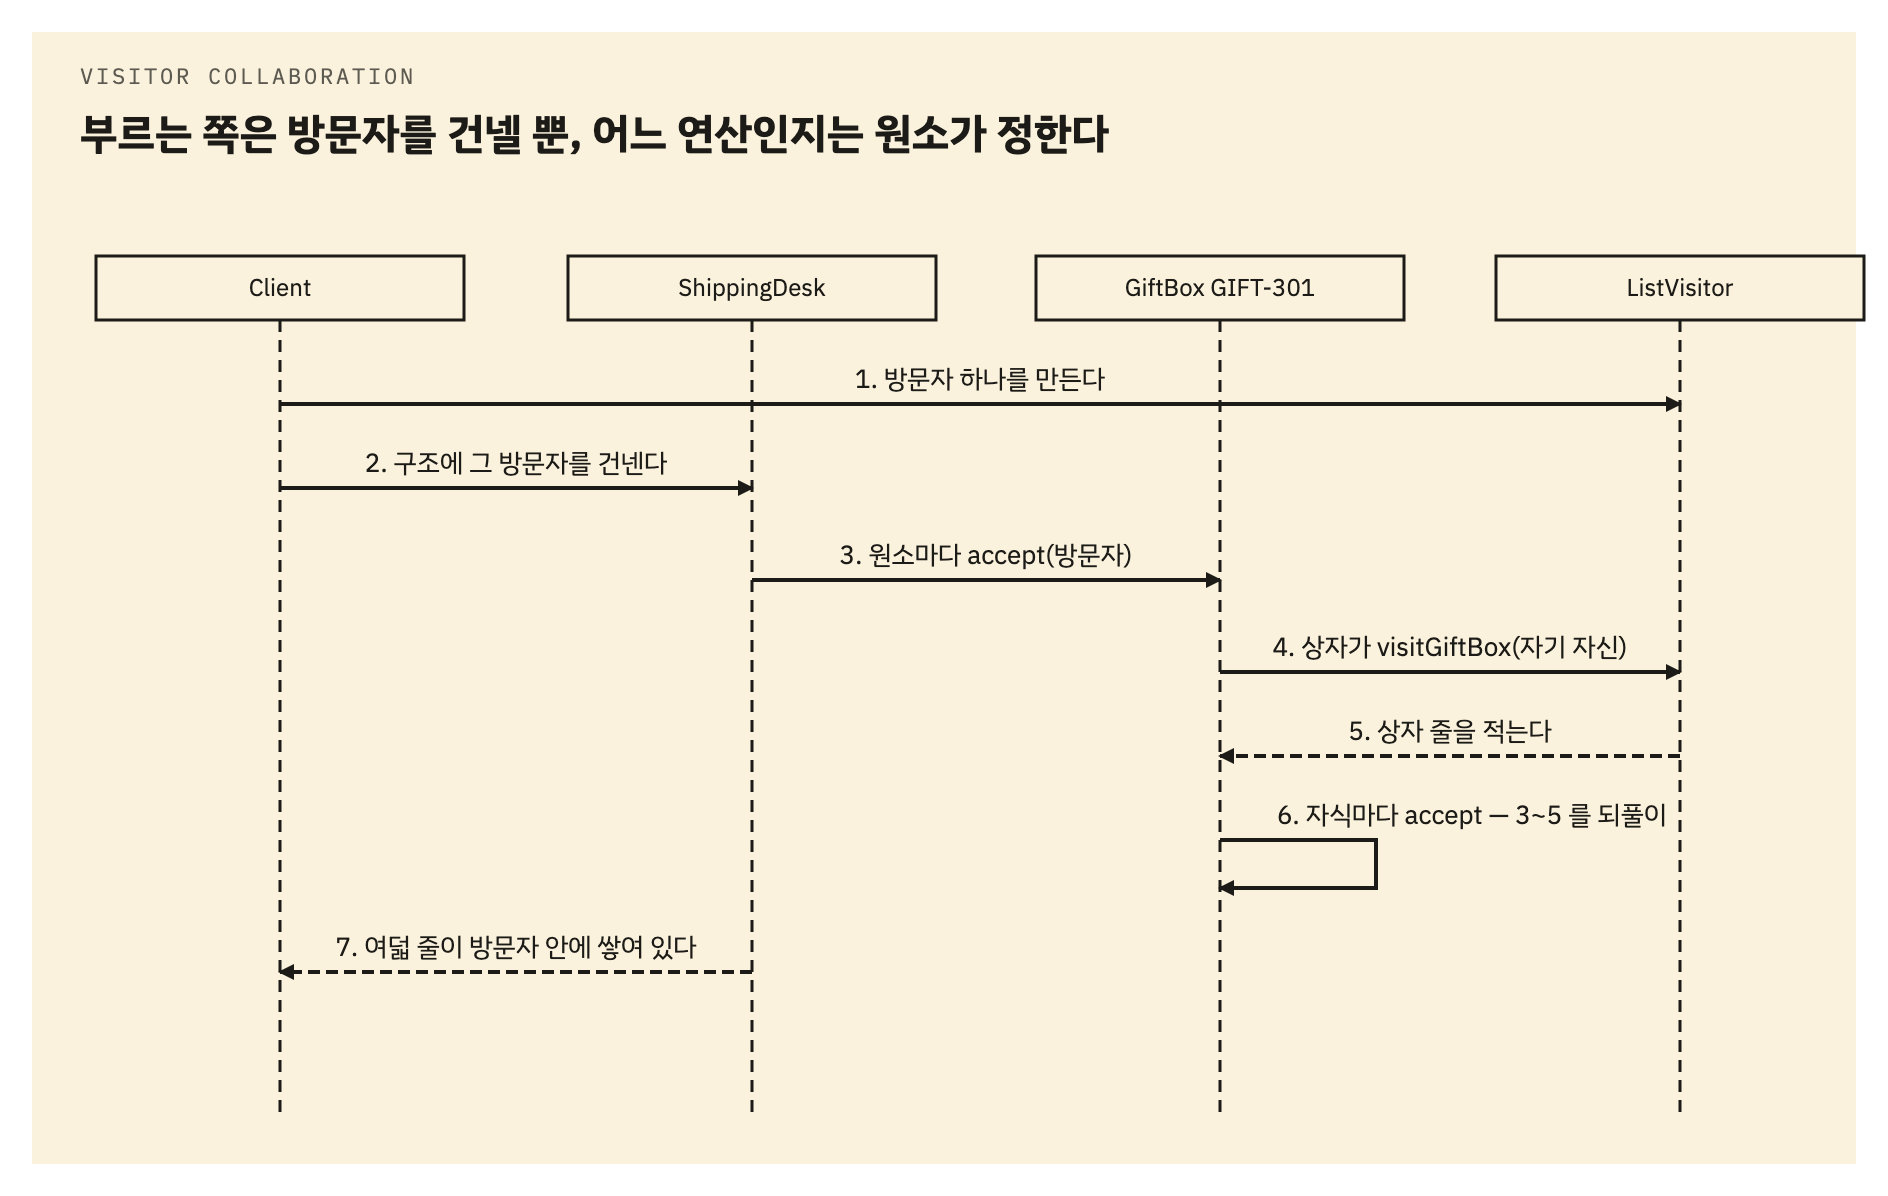 VISITOR COLLABORATION
부르는 쪽은 방문자를 건넬 뿐, 어느 연산인지는 원소가 정한다
Client
ShippingDesk
GiftBox GIFT-301
ListVisitor
1. 방문자 하나를 만든다
2. 구조에 그 방문자를 건넨다
3. 원소마다 accept(방문자)
4. 상자가 visitGiftBox(자기 자신)
5. 상자 줄을 적는다
6. 자식마다 accept — 3~5 를 되풀이
7. 여덟 줄이 방문자 안에 쌓여 있다